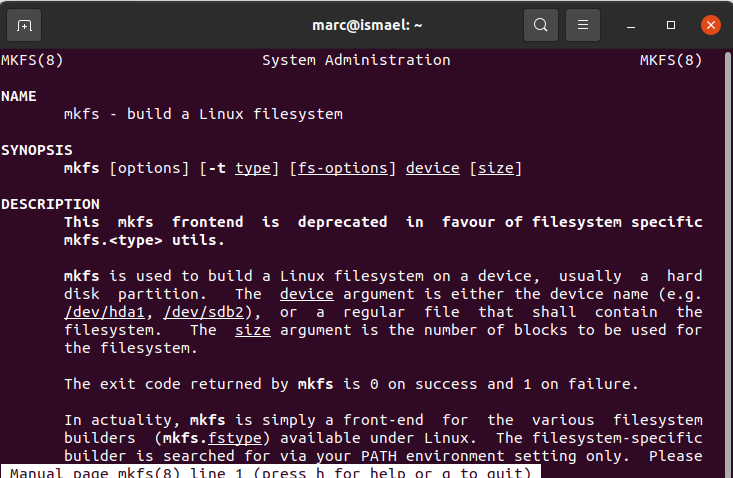 marc@ismael: ~
MKFS(8) System Administration MKFS(8)
NAME
mkfs - build a Linux filesystem
SYNOPSIS
mkfs [options] [-t type] [fs-options] device [size]
DESCRIPTION
This mkfs frontend is deprecated in favour of filesystem specific
mkfs.<type> utils.
mkfs is used to build a Linux filesystem on a device, usually a hard
disk partition. The device argument is either the device name (e.g.
/dev/hda1, /dev/sdb2), or a regular file that shall contain the
filesystem. The size argument is the number of blocks to be used for
the filesystem.
The exit code returned by mkfs is 0 on success and 1 on failure.
In actuality, mkfs is simply a front-end for the various filesystem
builders (mkfs.fstype) available under Linux. The filesystem-specific
builder is searched for via your PATH environment setting only. Please
Manual page mkfs(8) line 1 (press h for help or q to quit)